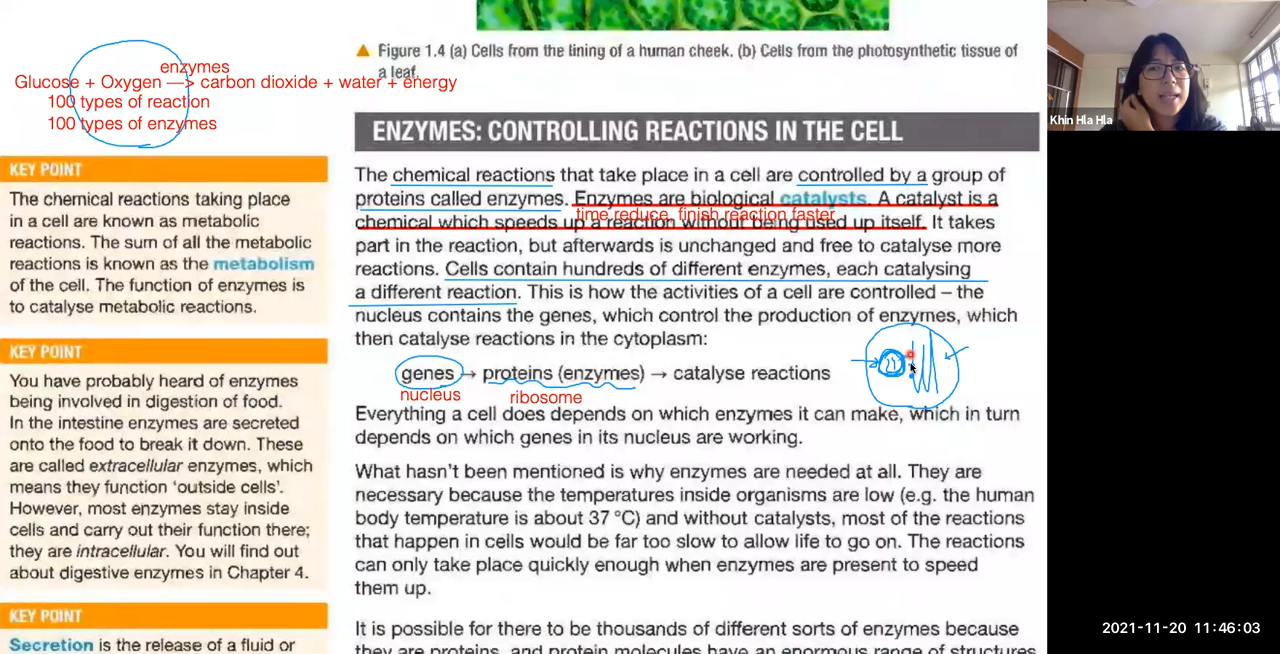 Figure 1.4 (a) Cells from the lining of a human cheek. (b) Cells from the photosynthetic tissue of
a leaf.
enzymes
Glucose + Oxygen —> carbon dioxide + water + energy
100 types of reaction
100 types of enzymes
KEY POINT
The chemical reactions taking place
in a cell are known as metabolic
reactions. The sum of all the metabolic
reactions is known as the metabolism
of the cell. The function of enzymes is
to catalyse metabolic reactions.
KEY POINT
You have probably heard of enzymes
being involved in digestion of food.
In the intestine enzymes are secreted
onto the food to break it down. These
are called extracellular enzymes, which
means they function ‘outside cells’.
However, most enzymes stay inside
cells and carry out their function there;
they are intracellular. You will find out
about digestive enzymes in Chapter 4.
KEY POINT
Secretion is the release of a fluid or
ENZYMES: CONTROLLING REACTIONS IN THE CELL
The chemical reactions that take place in a cell are controlled by a group of
proteins called enzymes. Enzymes are biological catalysts. A catalyst is a
time reduce, finish reaction faster
chemical which speeds up a reaction without being used up itself. It takes
part in the reaction, but afterwards is unchanged and free to catalyse more
reactions. Cells contain hundreds of different enzymes, each catalysing
a different reaction. This is how the activities of a cell are controlled – the
nucleus contains the genes, which control the production of enzymes, which
then catalyse reactions in the cytoplasm:
genes → proteins (enzymes) → catalyse reactions
nucleus ribosome
Everything a cell does depends on which enzymes it can make, which in turn
depends on which genes in its nucleus are working.
What hasn’t been mentioned is why enzymes are needed at all. They are
necessary because the temperatures inside organisms are low (e.g. the human
body temperature is about 37 °C) and without catalysts, most of the reactions
that happen in cells would be far too slow to allow life to go on. The reactions
can only take place quickly enough when enzymes are present to speed
them up.
It is possible for there to be thousands of different sorts of enzymes because
they are proteins, and protein molecules have an enormous range of structures
Khin Hla Hla
2021-11-20 11:46:03